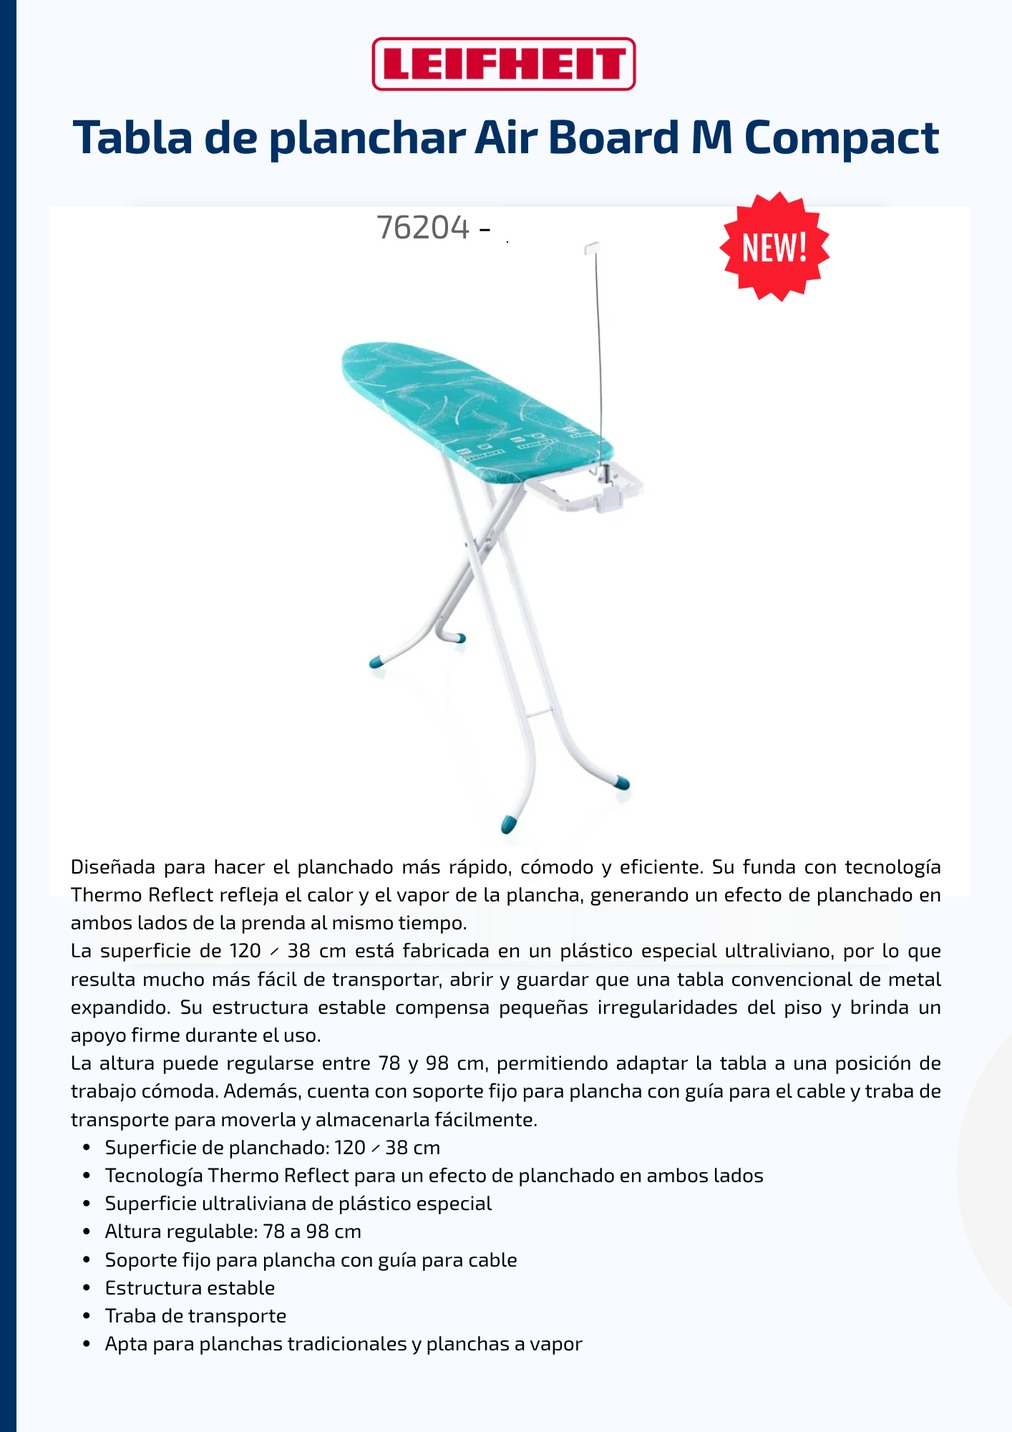 LEIFHEIT
Tabla de planchar Air Board M Compact
76204 - .
NEW!
Diseñada para hacer el planchado más rápido, cómodo y eficiente. Su funda con tecnología
Thermo Reflect refleja el calor y el vapor de la plancha, generando un efecto de planchado en
ambos lados de la prenda al mismo tiempo.
La superficie de 120 ⁄ 38 cm está fabricada en un plástico especial ultraliviano, por lo que
resulta mucho más fácil de transportar, abrir y guardar que una tabla convencional de metal
expandido. Su estructura estable compensa pequeñas irregularidades del piso y brinda un
apoyo firme durante el uso.
La altura puede regularse entre 78 y 98 cm, permitiendo adaptar la tabla a una posición de
trabajo cómoda. Además, cuenta con soporte fijo para plancha con guía para el cable y traba de
transporte para moverla y almacenarla fácilmente.
• Superficie de planchado: 120 ⁄ 38 cm
• Tecnología Thermo Reflect para un efecto de planchado en ambos lados
• Superficie ultraliviana de plástico especial
• Altura regulable: 78 a 98 cm
• Soporte fijo para plancha con guía para cable
• Estructura estable
• Traba de transporte
• Apta para planchas tradicionales y planchas a vapor